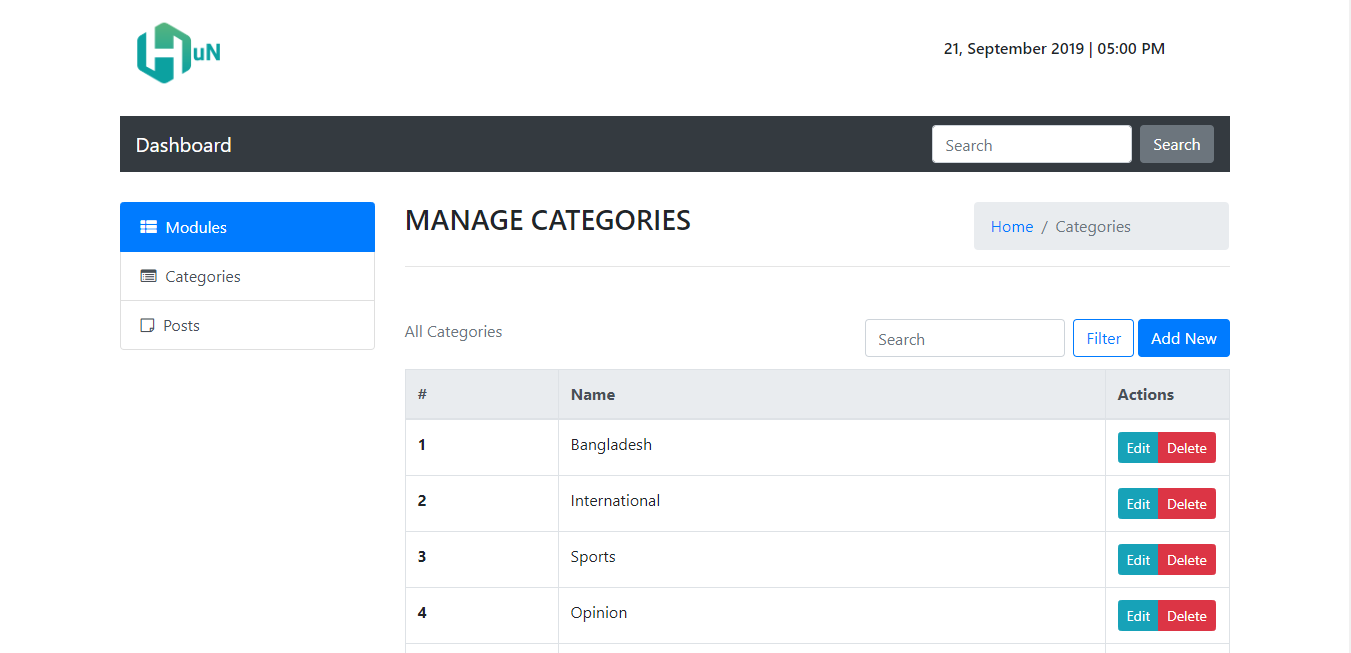 HuN
21, September 2019 | 05:00 PM
Dashboard
Search
Search
Modules
Categories
Posts
MANAGE CATEGORIES
Home / Categories
All Categories
Search
Filter
Add New
# Name Actions
1 Bangladesh Edit Delete
2 International Edit Delete
3 Sports Edit Delete
4 Opinion Edit Delete